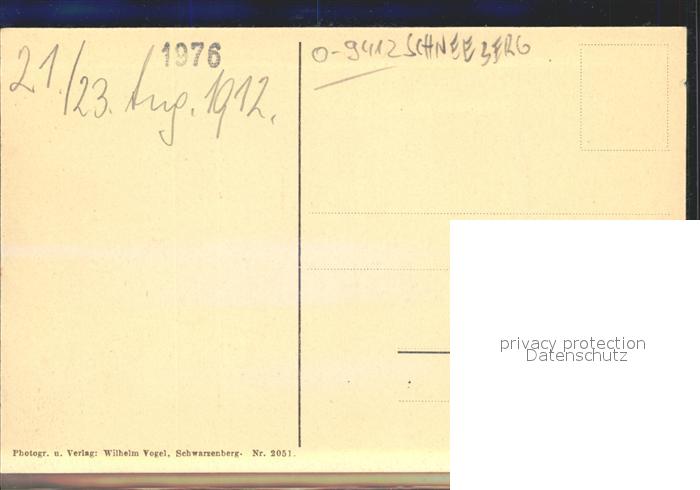 1976
21./23. Aug. 1912.
O-9412 SCHNEEBERG
privacy protection
Datenschutz
Photogr. u. Verlag: Wilhelm Vogel, Schwarzenberg. Nr. 2051.